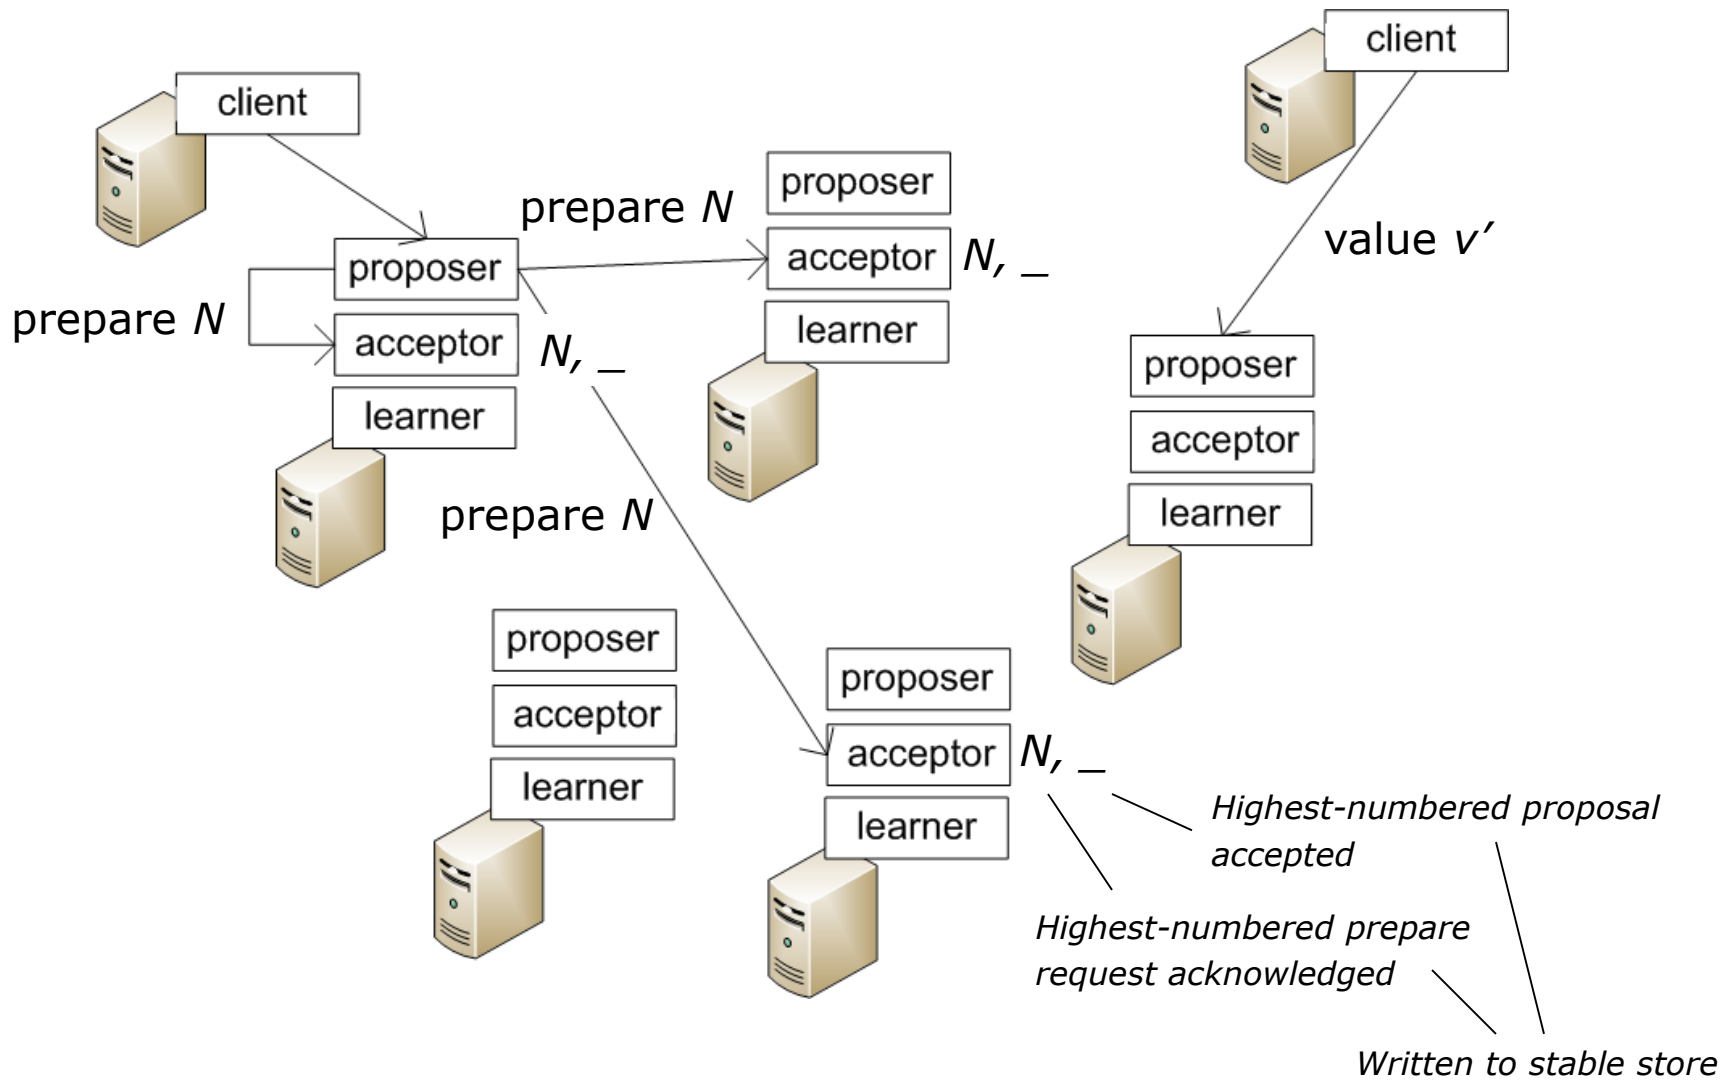 client
client
proposer
prepare N
value v’
acceptor
N, _
proposer
prepare N
learner
acceptor
N, _
proposer
learner
acceptor
prepare N
learner
proposer
proposer
acceptor
acceptor
N, _
learner
Highest-numbered proposal
accepted
learner
Highest-numbered prepare
request acknowledged
Written to stable store